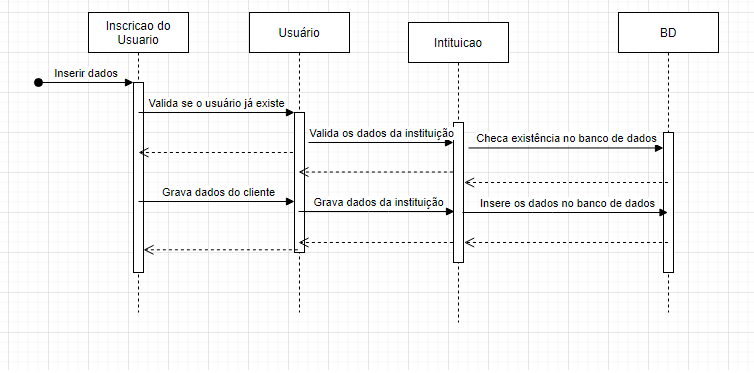 Inscricao do
Usuario
Usuário
Intituicao
BD
Inserir dados
Valida se o usuário já existe
Valida os dados da instituição
Checa existência no banco de dados
Grava dados do cliente
Grava dados da instituição
Insere os dados no banco de dados